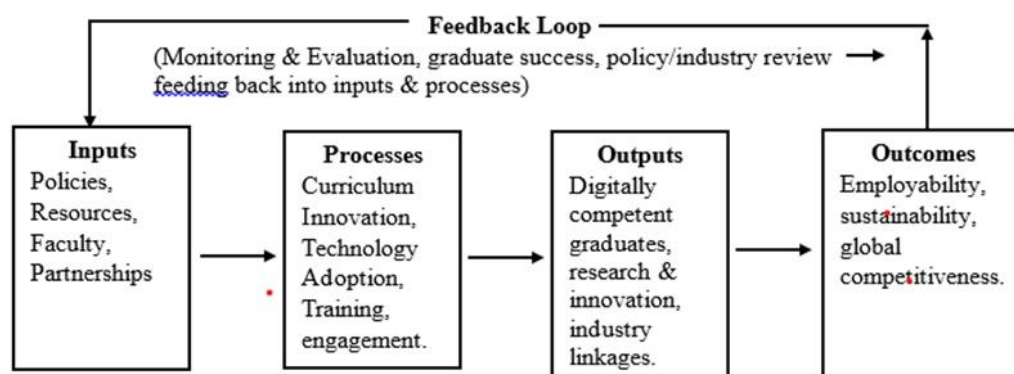 Feedback Loop
(Monitoring & Evaluation, graduate success, policy/industry review
feeding back into inputs & processes)
Inputs
Policies,
Resources,
Faculty,
Partnerships
Processes
Curriculum
Innovation,
Technology
Adoption,
Training,
engagement.
Outputs
Digitally
competent
graduates,
research &
innovation,
industry
linkages.
Outcomes
Employability,
sustainability,
global
competitiveness.